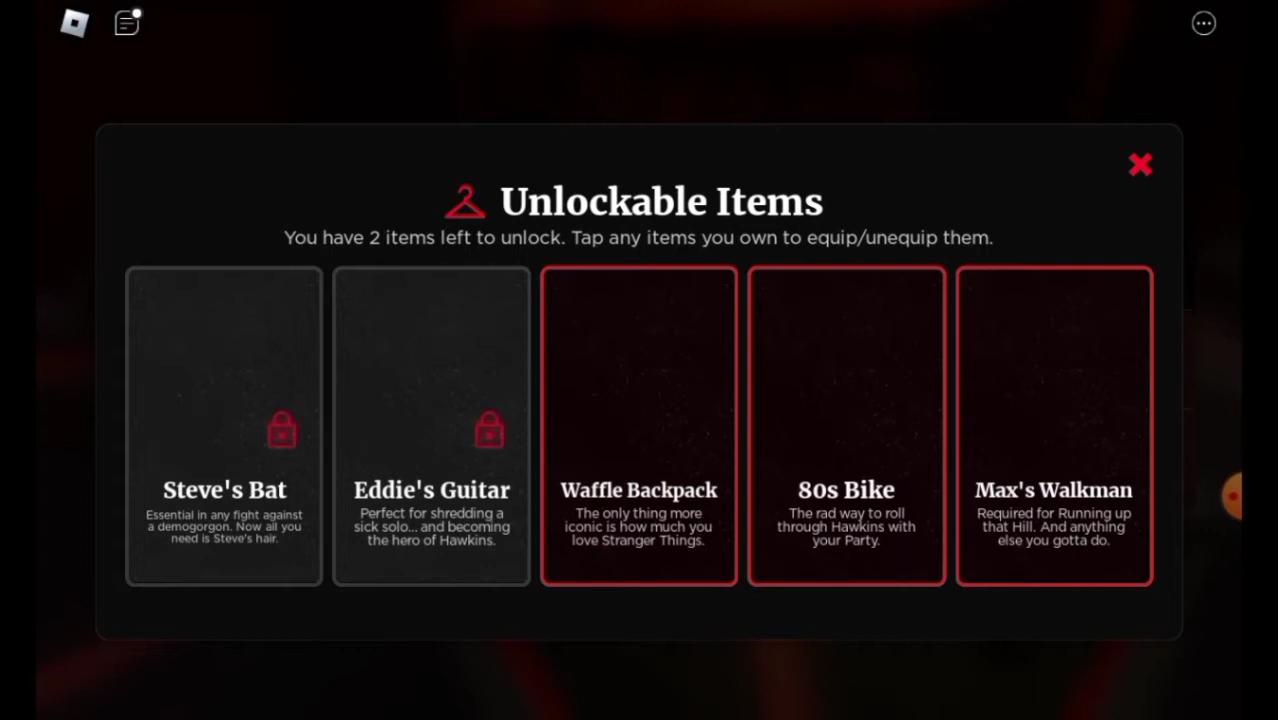 Unlockable Items
You have 2 items left to unlock. Tap any items you own to equip/unequip them.
Steve's Bat
Essential in any fight against
a demogorgon. Now all you
need is Steve's hair.
Eddie's Guitar
For shredding a
sick solo... and becoming
the hero of Hawkins.
Waffle Backpack
The only thing more
iconic is how much you
love Stranger Things.
80s Bike
The rad way to roll
through Hawkins with
your Party.
Max's Walkman
Required for Running up
that Hill. And anything
else you gotta do.